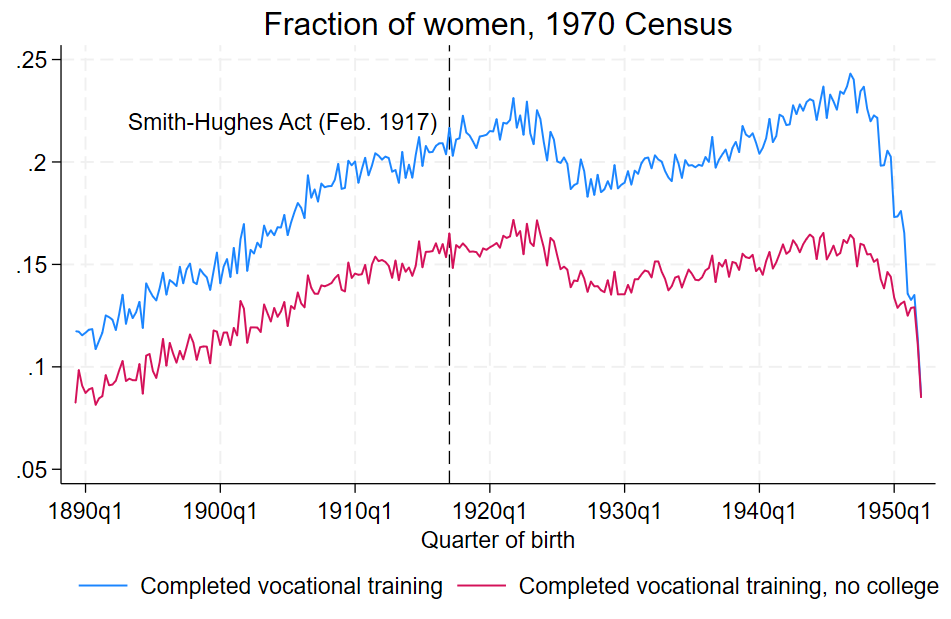 Fraction of women, 1970 Census
.25
Smith-Hughes Act (Feb. 1917)
.2
.15
.1
.05
1890q1 1900q1 1910q1 1920q1 1930q1 1940q1 1950q1
Quarter of birth
Completed vocational training Completed vocational training, no college